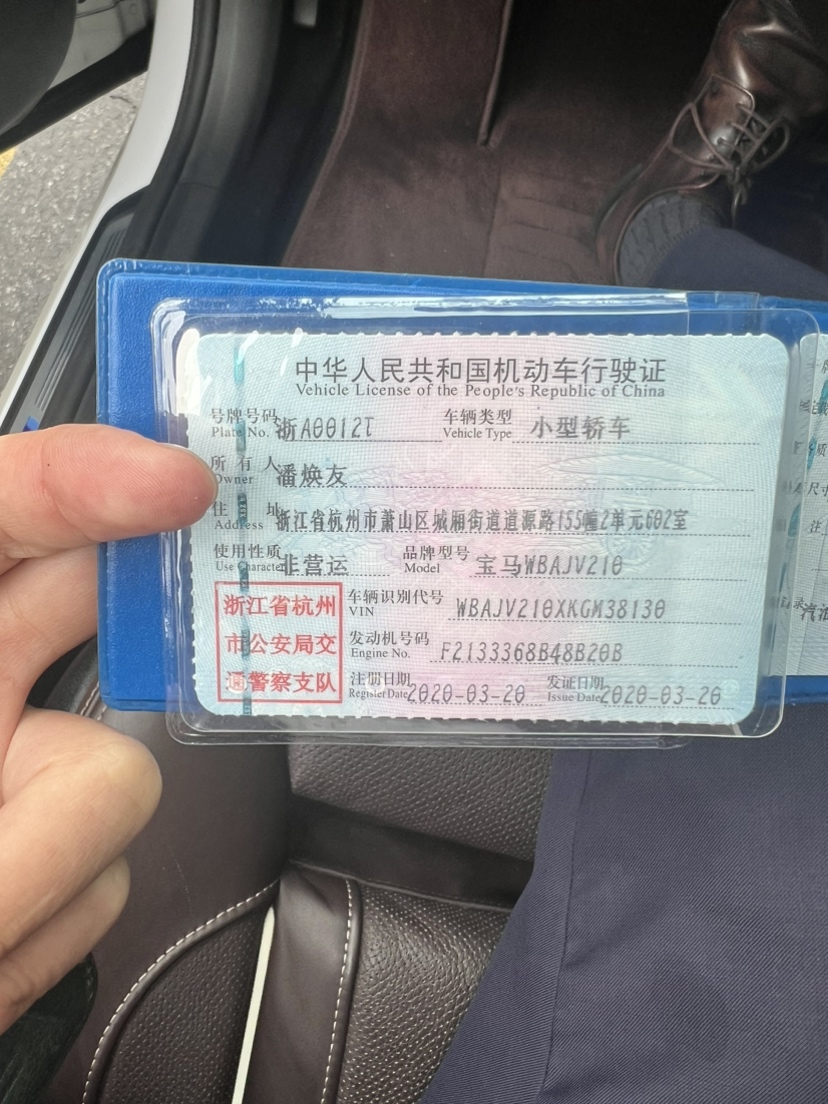 中华人民共和国机动车行驶证
Vehicle License of the People's Republic of China
号牌号码 浙A0012T 车辆类型 小型轿车
Plate No. Vehicle Type
所有人 潘焕友
Owner
住址 浙江省杭州市萧山区城厢街道道源路155幢2单元602室
Address
使用性质 非营运 品牌型号 宝马WBAJV210
Use Character Model
浙江省杭州市公安局交通警察支队
车辆识别代号 WBAJV210XKGM38130
VIN
发动机号码 F2133368B48B20B
Engine No.
注册日期 2020-03-20 发证日期 2020-03-20
Register Date Issue Date